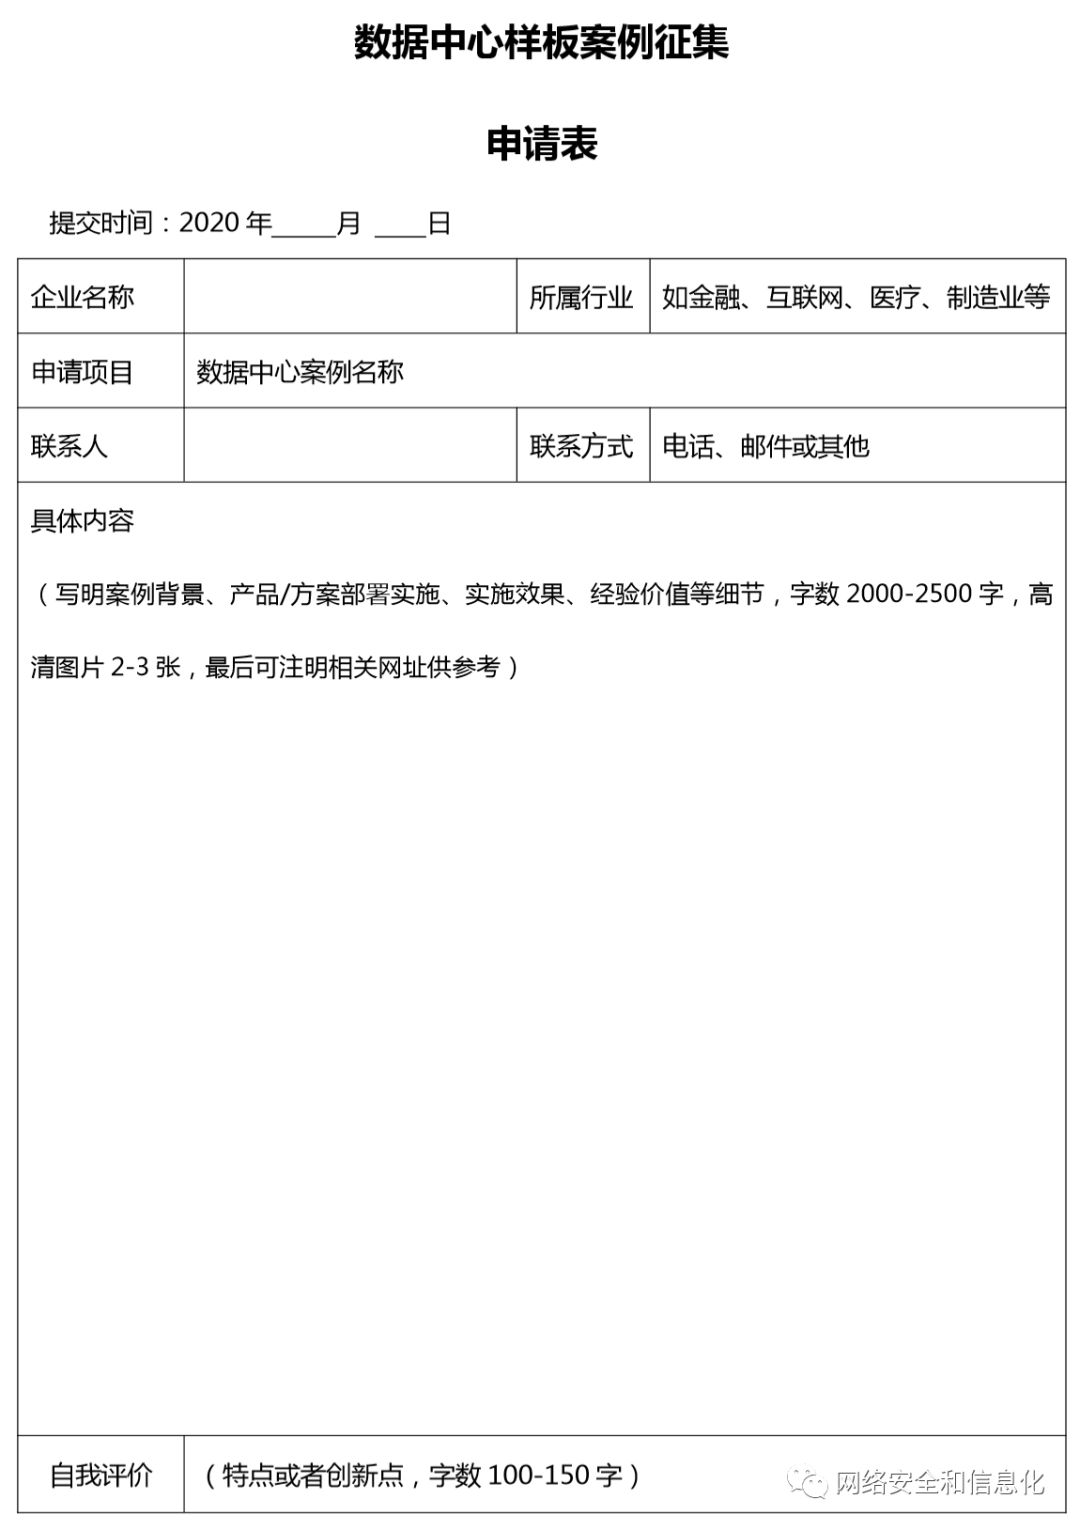 数据中心样板案例征集
申请表
提交时间：2020 年_____月 ____日
企业名称 所属行业 如金融、互联网、医疗、制造业等
申请项目 数据中心案例名称
联系人 联系方式 电话、邮件或其他
具体内容
（写明案例背景、产品/方案部署实施、实施效果、经验价值等细节，字数 2000-2500 字，高
清图片 2-3 张，最后可注明相关网址供参考）
自我评价 （特点或者创新点，字数 100-150 字）
网络安全和信息化